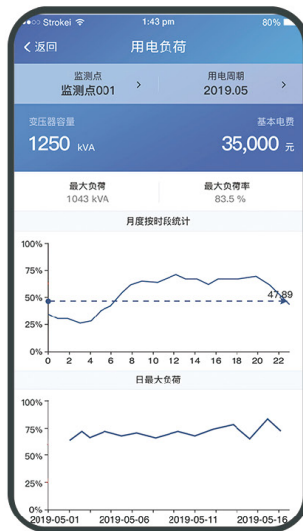 Strokei 1:43 pm 80%
返回 用电负荷
监测点 用电周期
监测点001 2019.05
变压器容量 基本电费
1250 kVA 35,000 元
最大负荷 最大负荷率
1043 kVA 83.5 %
月度按时段统计
100%
75%
50%
25%
0%
47.89
0 2 4 6 8 10 12 14 16 18 20 22
日最大负荷
100%
75%
50%
25%
0%
2019-05-01 2019-05-06 2019-05-11 2019-05-16